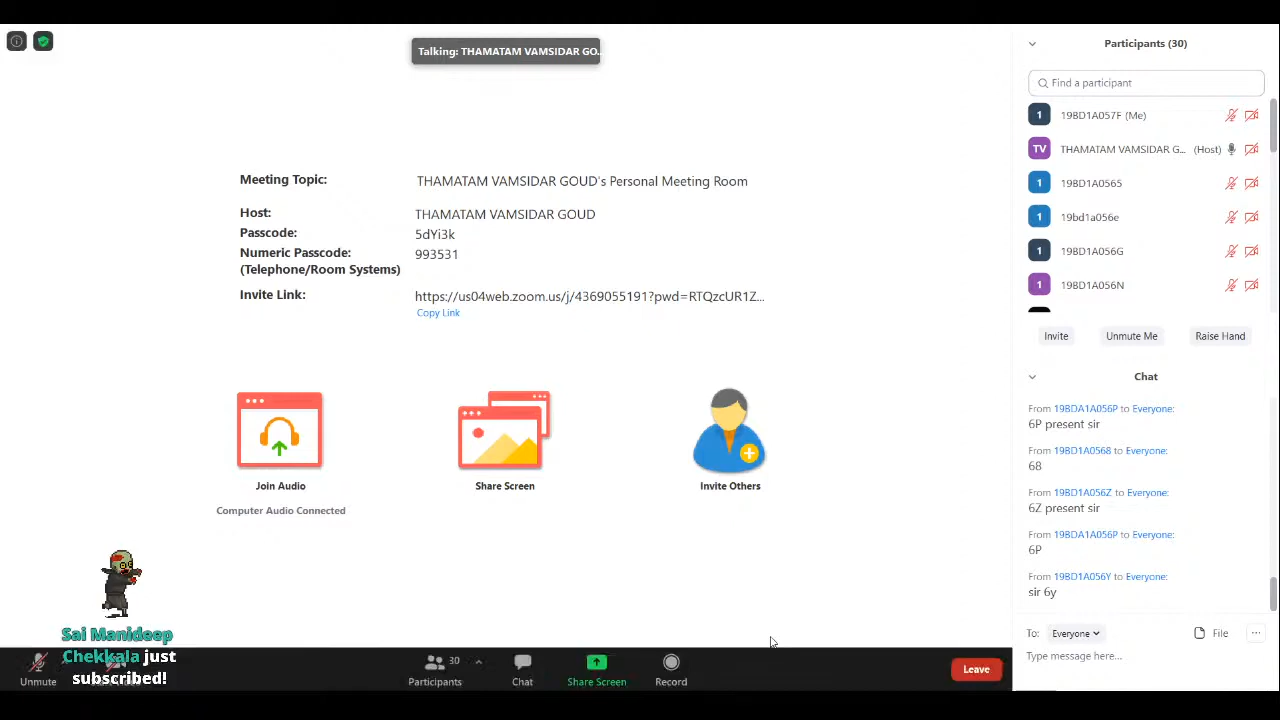 Talking: THAMATAM VAMSIDAR GO...
Meeting Topic: THAMATAM VAMSIDAR GOUD's Personal Meeting Room
Host: THAMATAM VAMSIDAR GOUD
Passcode: 5dYi3k
Numeric Passcode: 993531
(Telephone/Room Systems)
Invite Link: https://us04web.zoom.us/j/4369055191?pwd=RTQzcUR1Z...
Copy Link
Join Audio
Share Screen
Invite Others
Computer Audio Connected
Sai Manideep
Chekkala just
subscribed!
Unmute
30
Participants
Chat
Share Screen
Record
Leave
Participants (30)
Find a participant
1 19BD1A057F (Me)
TV THAMATAM VAMSIDAR G... (Host)
1 19BD1A0565
1 19bd1a056e
1 19BD1A056G
1 19BD1A056N
Invite
Unmute Me
Raise Hand
Chat
From 19BDA1A056P to Everyone:
6P present sir
From 19BD1A0568 to Everyone:
68
From 19BD1A056Z to Everyone:
6Z present sir
From 19BDA1A056P to Everyone:
6P
From 19BD1A056Y to Everyone:
sir 6y
To: Everyone
File
Type message here...